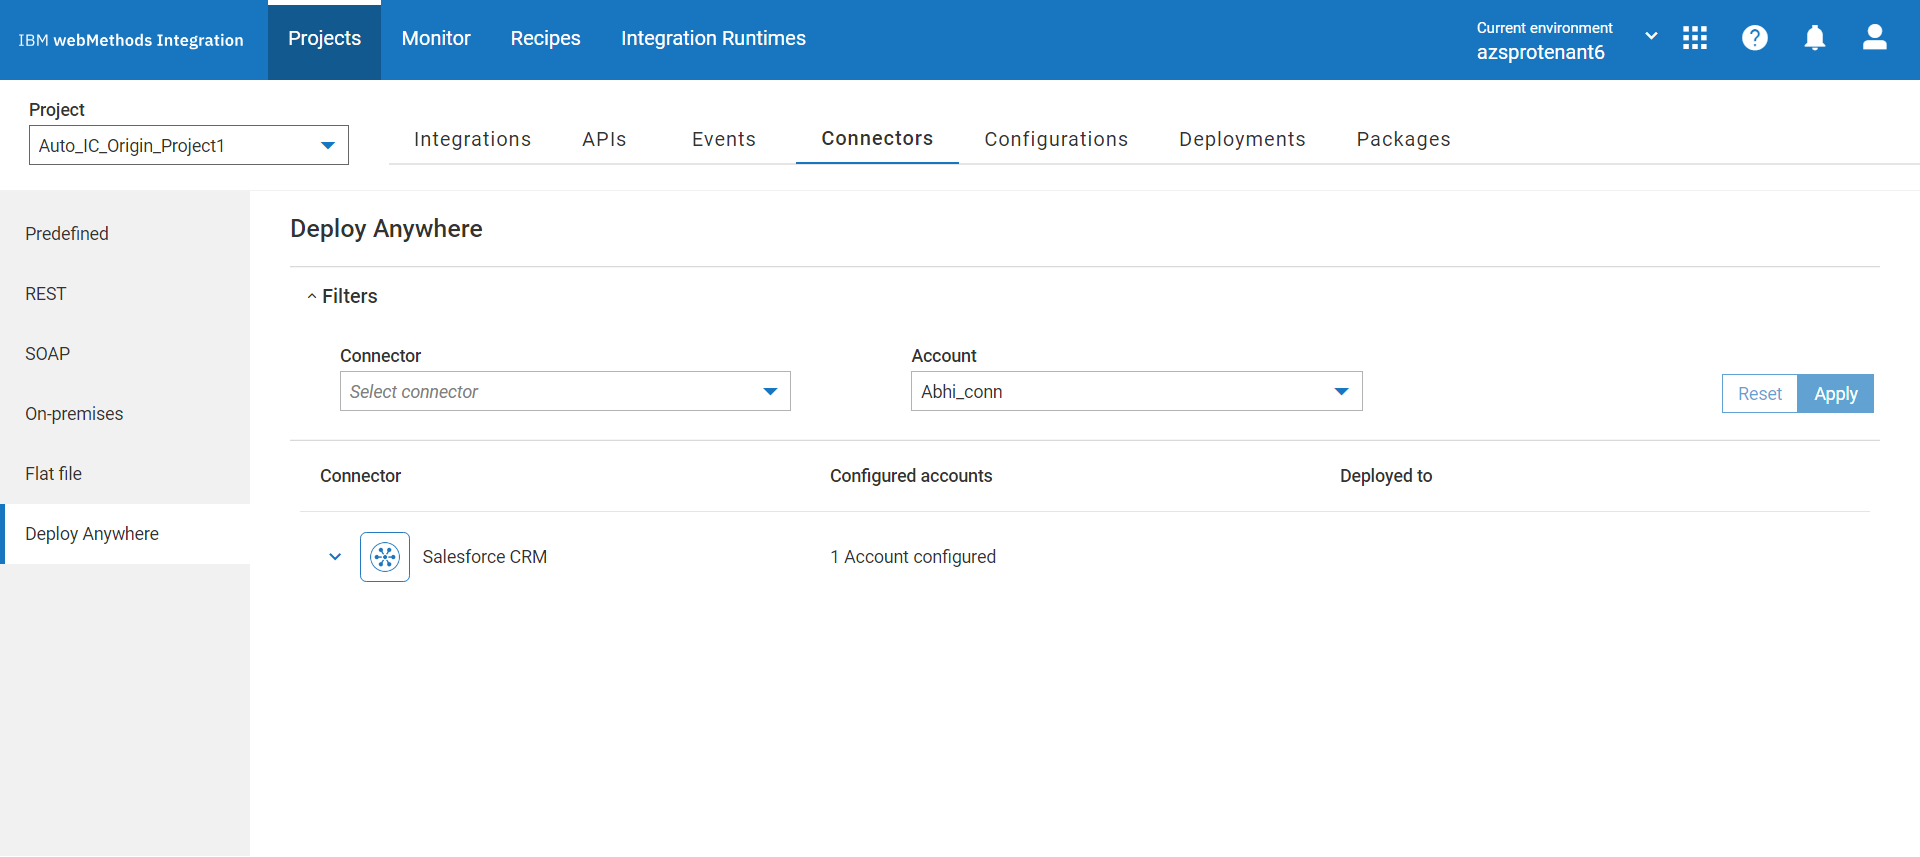 IBM webMethods Integration
Projects
Monitor
Recipes
Integration Runtimes
Current environment
azsprotenant6
Project
Auto_IC_Origin_Project1
Integrations
APIs
Events
Connectors
Configurations
Deployments
Packages
Predefined
REST
SOAP
On-premises
Flat file
Deploy Anywhere
Deploy Anywhere
Filters
Connector
Account
Select connector
Abhi_conn
Reset
Apply
Connector
Configured accounts
Deployed to
Salesforce CRM
1 Account configured